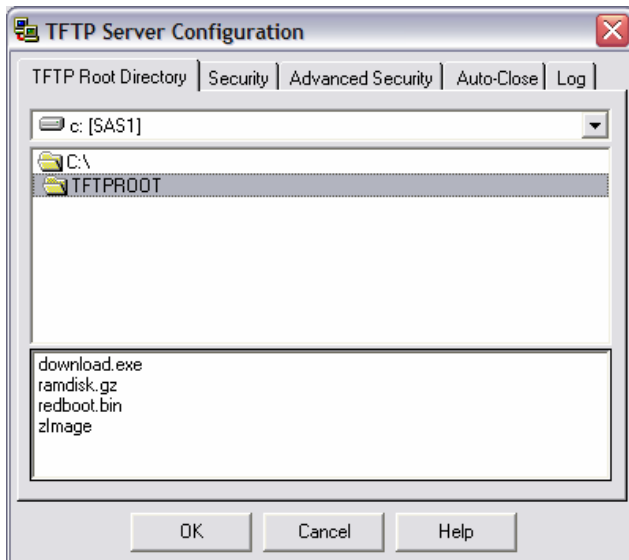 TFTP Server Configuration
TFTP Root Directory Security Advanced Security Auto-Close Log
c: [SAS1]
C:\
TFTPROOT
download.exe
ramdisk.gz
redboot.bin
zImage
OK Cancel Help